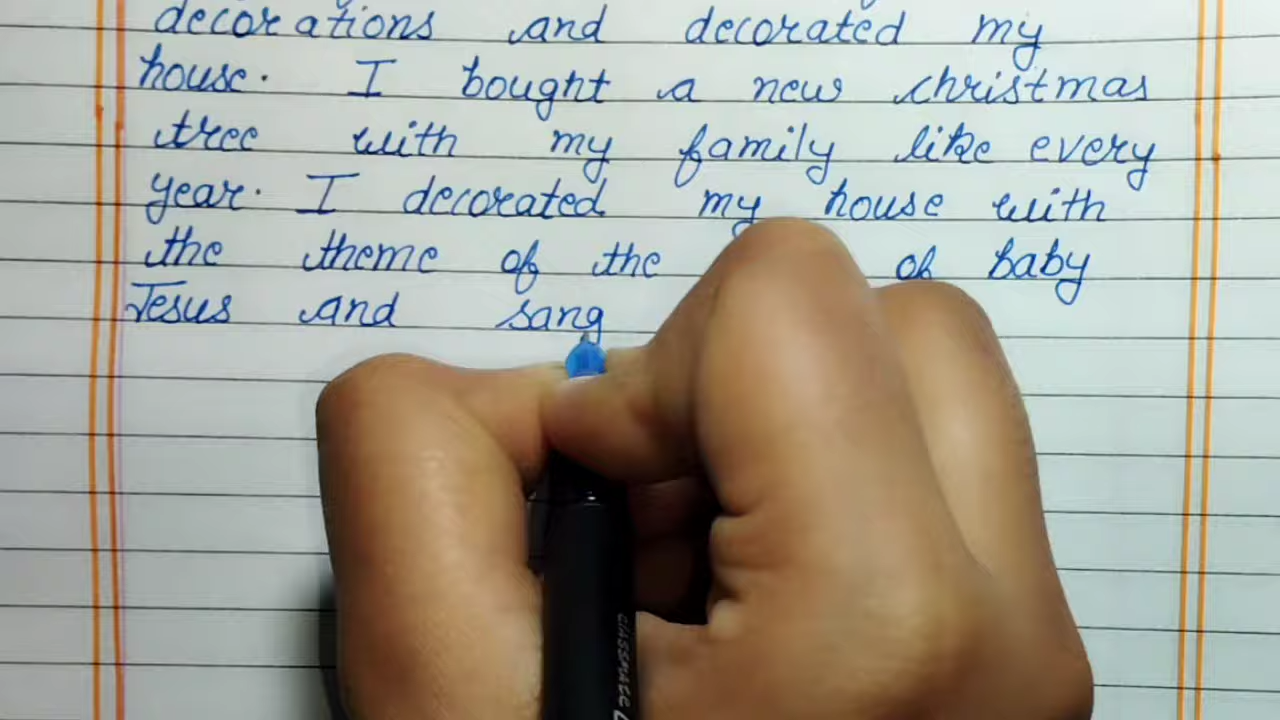 decorations and decorated my
house. I bought a new christmas
tree with my family like every
year. I decorated my house with
the theme of the of baby
Jesus and sang
CLASSMATE